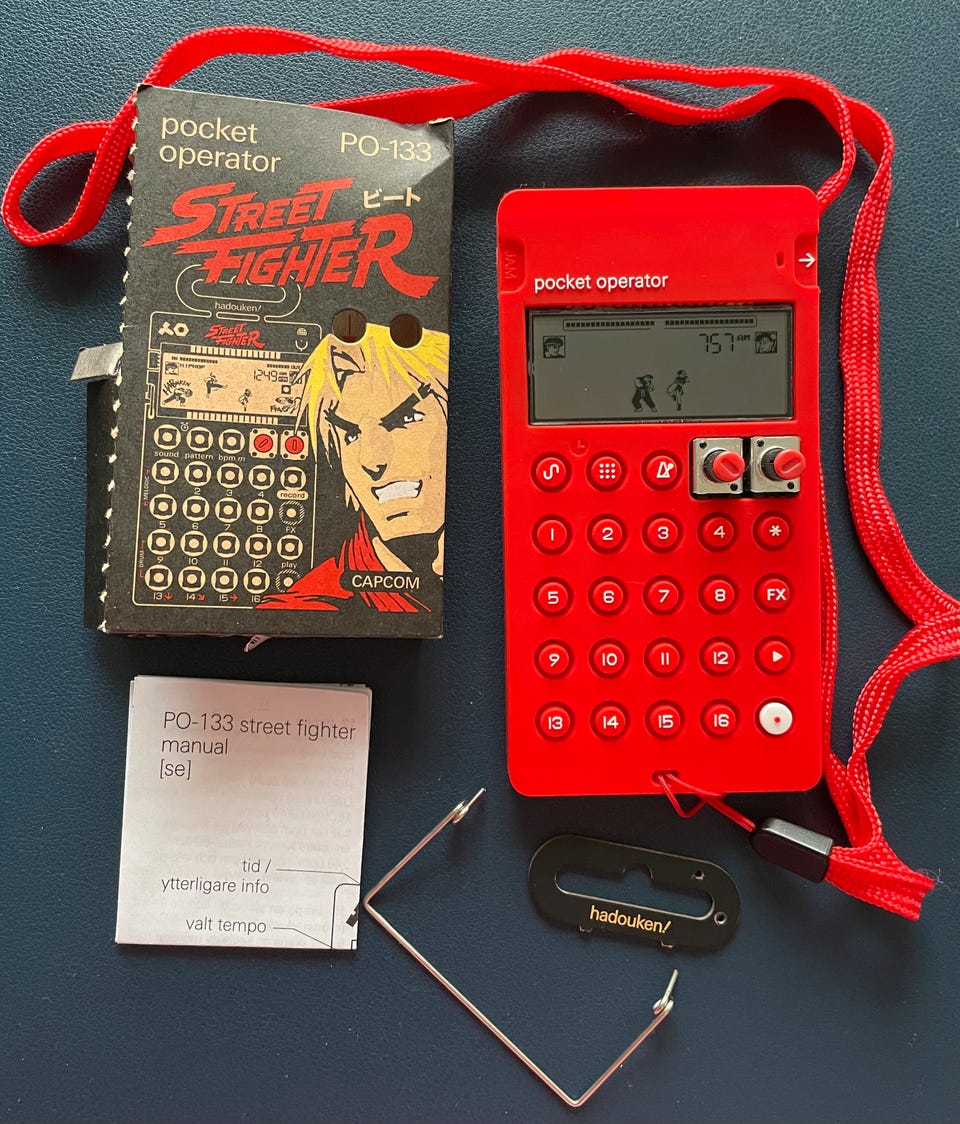 pocket
operator
PO-133
ビート
STREET
FIGHTER
hadouken!
STREET
FIGHTER
HIPHOP
1249
sound pattern bpm
1 2 3 4 record
5 6 7 8 FX
9 10 11 12 play
13 14 15 16
CAPCOM
JAM
→
pocket operator
757 AM
1 2 3 4 *
5 6 7 8 FX
9 10 11 12
13 14 15 16
PO-133 street fighter
manual
[se]
tid /
ytterligare info
valt tempo
hadouken!